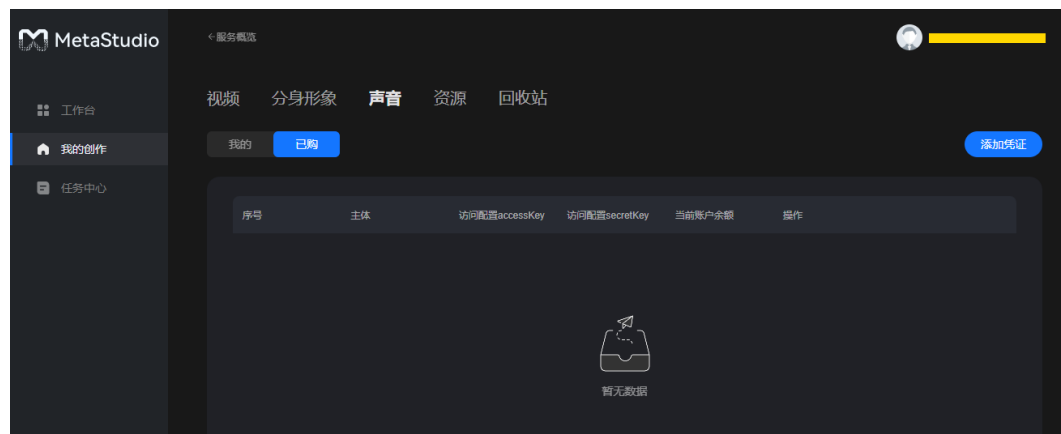 MetaStudio
←服务概览
工作台
我的创作
任务中心
视频 分身形象 声音 资源 回收站
我的 已购 添加凭证
序号 主体 访问配置accessKey 访问配置secretKey 当前账户余额 操作
暂无数据